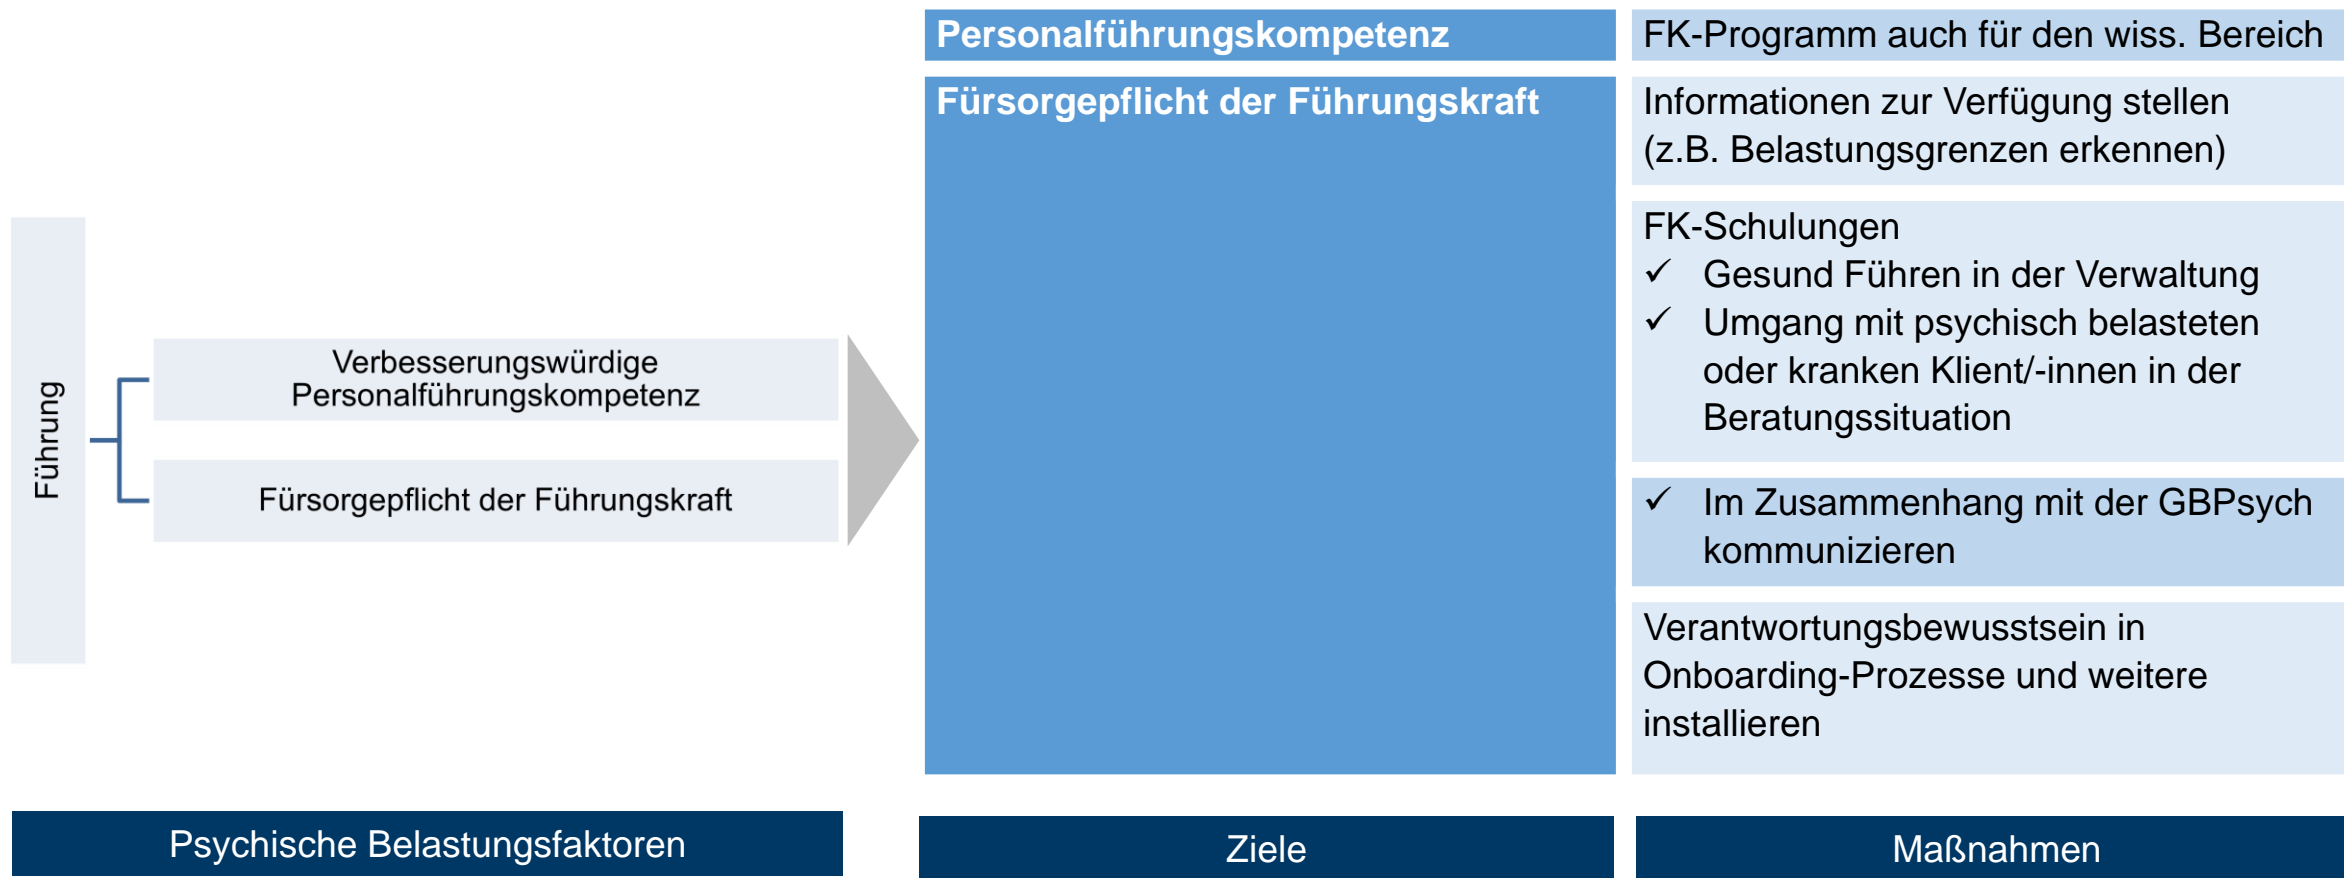 Führung
Verbesserungswürdige
Personalführungskompetenz
Fürsorgepflicht der Führungskraft
Psychische Belastungsfaktoren
Personalführungskompetenz
Fürsorgepflicht der Führungskraft
Ziele
FK-Programm auch für den wiss. Bereich
Informationen zur Verfügung stellen
(z.B. Belastungsgrenzen erkennen)
FK-Schulungen
✓ Gesund Führen in der Verwaltung
✓ Umgang mit psychisch belasteten
oder kranken Klient/-innen in der
Beratungssituation
✓ Im Zusammenhang mit der GBPsych
kommunizieren
Verantwortungsbewusstsein in
Onboarding-Prozesse und weitere
installieren
Maßnahmen